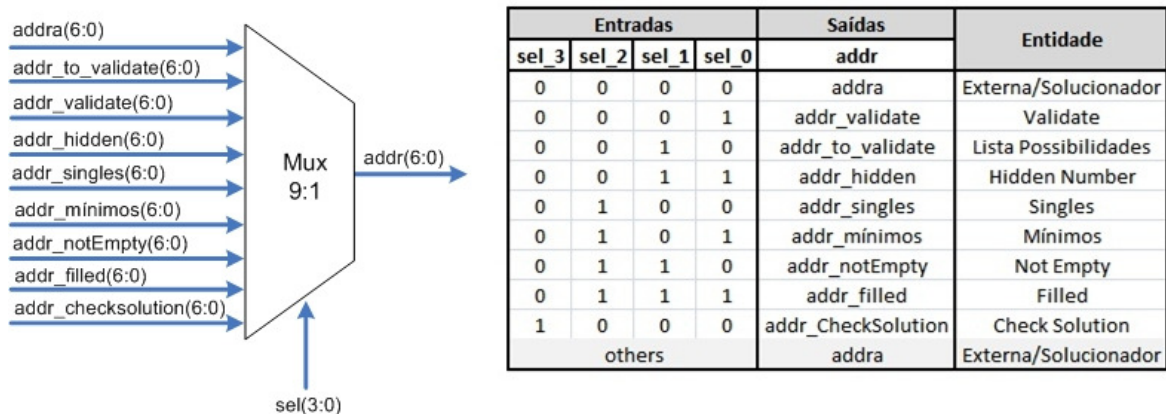 addra(6:0)
addr_to_validate(6:0)
addr_validate(6:0)
addr_hidden(6:0)
addr_singles(6:0)
addr_mínimos(6:0)
addr_notEmpty(6:0)
addr_filled(6:0)
addr_checksolution(6:0)
Mux
9:1
addr(6:0)
sel(3:0)
Entradas Saídas Entidade
sel_3 sel_2 sel_1 sel_0 addr
0 0 0 0 addra Externa/Solucionador
0 0 0 1 addr_validate Validate
0 0 1 0 addr_to_validate Lista Possibilidades
0 0 1 1 addr_hidden Hidden Number
0 1 0 0 addr_singles Singles
0 1 0 1 addr_mínimos Mínimos
0 1 1 0 addr_notEmpty Not Empty
0 1 1 1 addr_filled Filled
1 0 0 0 addr_CheckSolution Check Solution
others addra Externa/Solucionador